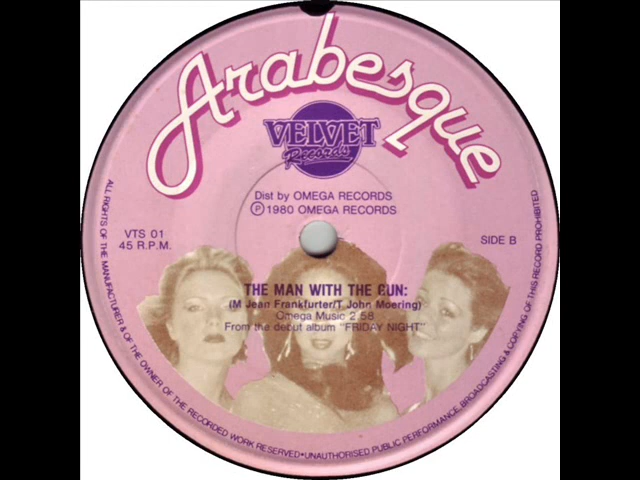 Arabesque
VELVET
Records
Dist by OMEGA RECORDS
℗ 1980 OMEGA RECORDS
VTS 01
45 R.P.M.
SIDE B
THE MAN WITH THE GUN:
(M Jean Frankfurter/T John Moering)
Omega Music 2 58
From the debut album "FRIDAY NIGHT"
ALL RIGHTS OF THE MANUFACTURER & OF THE OWNER OF THE RECORDED WORK RESERVED•UNAUTHORISED PUBLIC PERFORMANCE, BROADCASTING & COPYING OF THIS RECORD PROHIBITED